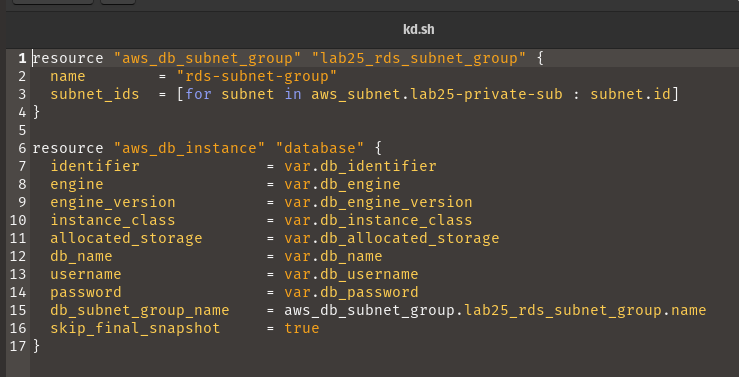 kd.sh
1 resource "aws_db_subnet_group" "lab25_rds_subnet_group" {
2   name        = "rds-subnet-group"
3   subnet_ids  = [for subnet in aws_subnet.lab25-private-sub : subnet.id]
4 }
5
6 resource "aws_db_instance" "database" {
7   identifier              = var.db_identifier
8   engine                  = var.db_engine
9   engine_version          = var.db_engine_version
10   instance_class          = var.db_instance_class
11   allocated_storage       = var.db_allocated_storage
12   db_name                 = var.db_name
13   username                = var.db_username
14   password                = var.db_password
15   db_subnet_group_name    = aws_db_subnet_group.lab25_rds_subnet_group.name
16   skip_final_snapshot     = true
17 }